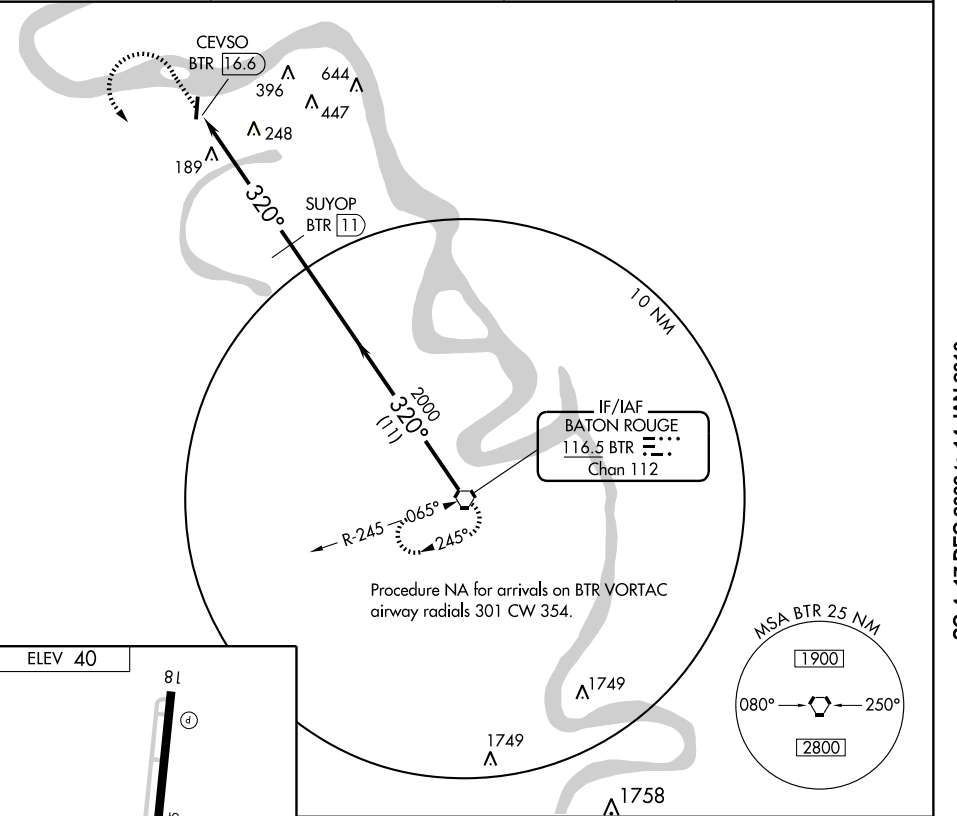 CEVSO
BTR 16.6
396
644
447
248
189
320°
SUYOP
BTR 11
10 NM
2000
320°
(11)
IF/IAF
BATON ROUGE
116.5 BTR
Chan 112
R-245
065°
245°
Procedure NA for arrivals on BTR VORTAC
airway radials 301 CW 354.
MSA BTR 25 NM
1900
080°
250°
2800
1749
1749
1758
ELEV 40
18
P